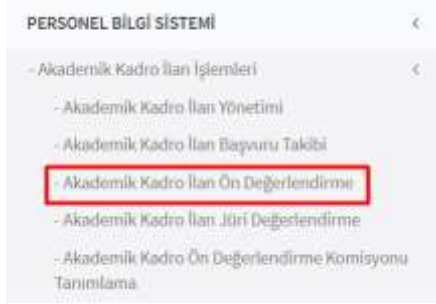 PERSONEL BİLGİ SİSTEMİ
- Akademik Kadro İlan İşlemleri
- Akademik Kadro İlan Yönetimi
- Akademik Kadro İlan Başvuru Takibi
- Akademik Kadro İlan Ön Değerlendirme
- Akademik Kadro İlan Jüri Değerlendirme
- Akademik Kadro Ön Değerlendirme Komisyonu
Tanımlama